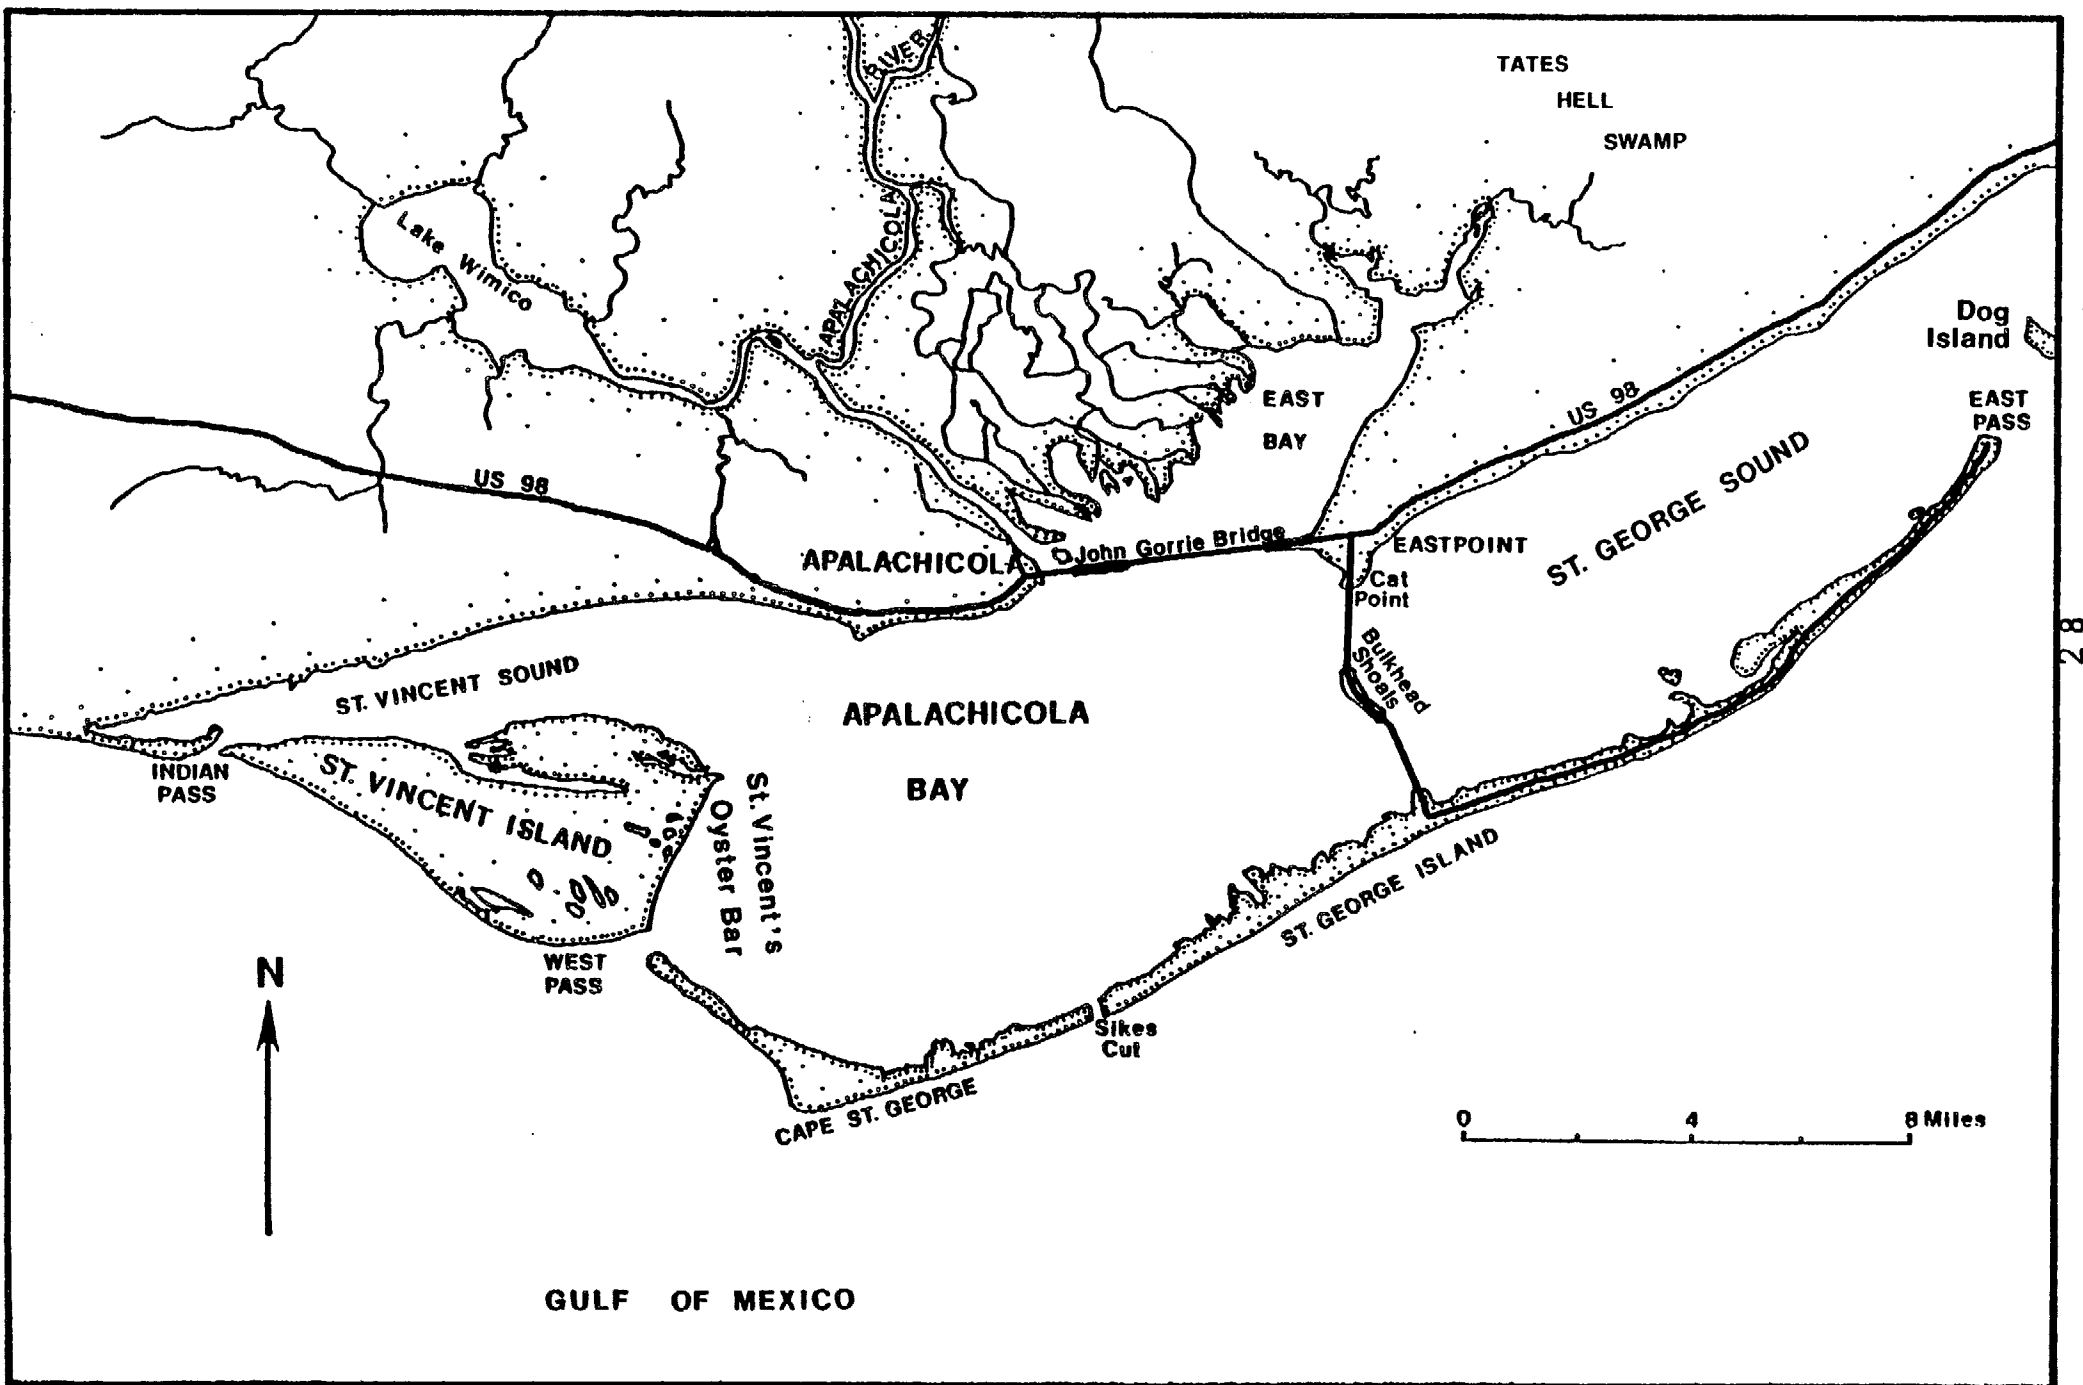 RIVER
TATES
HELL
SWAMP
Lake Wimico
APALACHICOLA
Dog
Island
EAST
PASS
EAST
BAY
US 98
US 98
ST. GEORGE SOUND
John Gorrie Bridge
EASTPOINT
APALACHICOLA
Cat
Point
Bulkhead
Shoals
28
ST. VINCENT SOUND
APALACHICOLA
BAY
INDIAN
PASS
ST. VINCENT ISLAND
St. Vincent's
Oyster Bar
ST. GEORGE ISLAND
WEST
PASS
N
Sikes
Cut
CAPE ST. GEORGE
0 4 8 Miles
GULF OF MEXICO